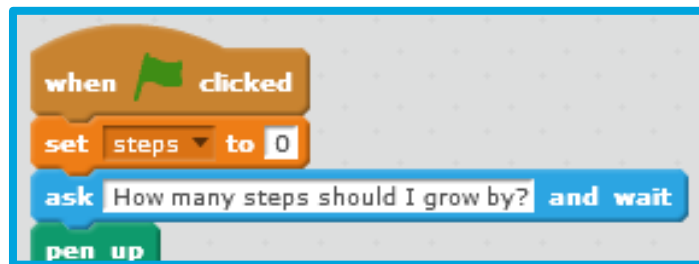 when clicked
set steps to 0
ask How many steps should I grow by? and wait
pen up